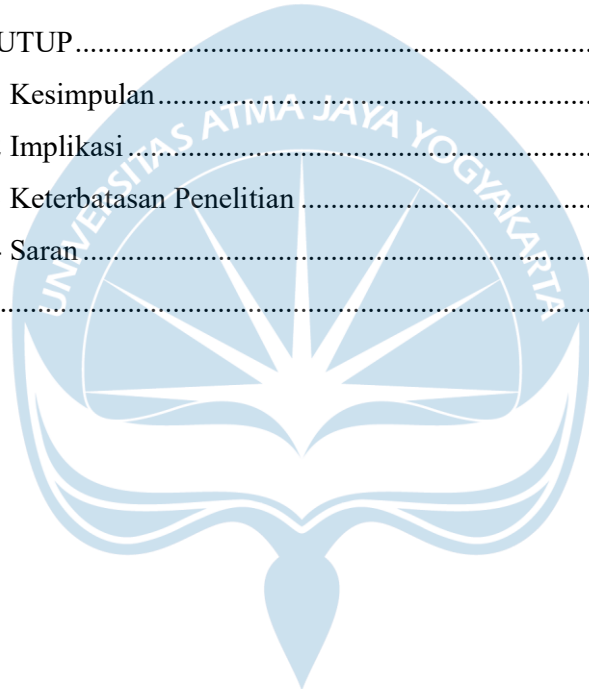 UTUP....................................................................
Kesimpulan..........................................................
. Implikasi..............................................................
Keterbatasan Penelitian.......................................
Saran....................................................................
..............................................................................
UNIVERSITAS ATMA JAYA YOGYAKARTA